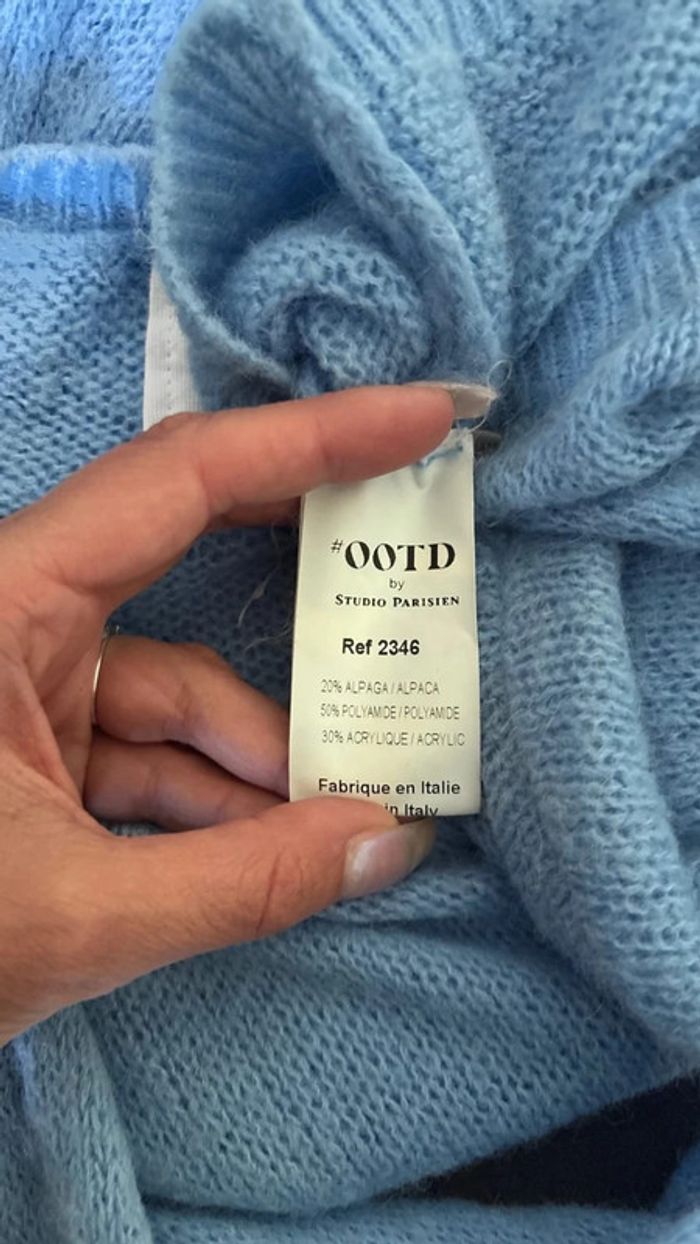 #OOTD
by
STUDIO PARISIEN
Ref 2346
20% ALPAGA / ALPACA
50% POLYAMIDE / POLYAMIDE
30% ACRYLIQUE / ACRYLIC
Fabrique en Italie
in Italy